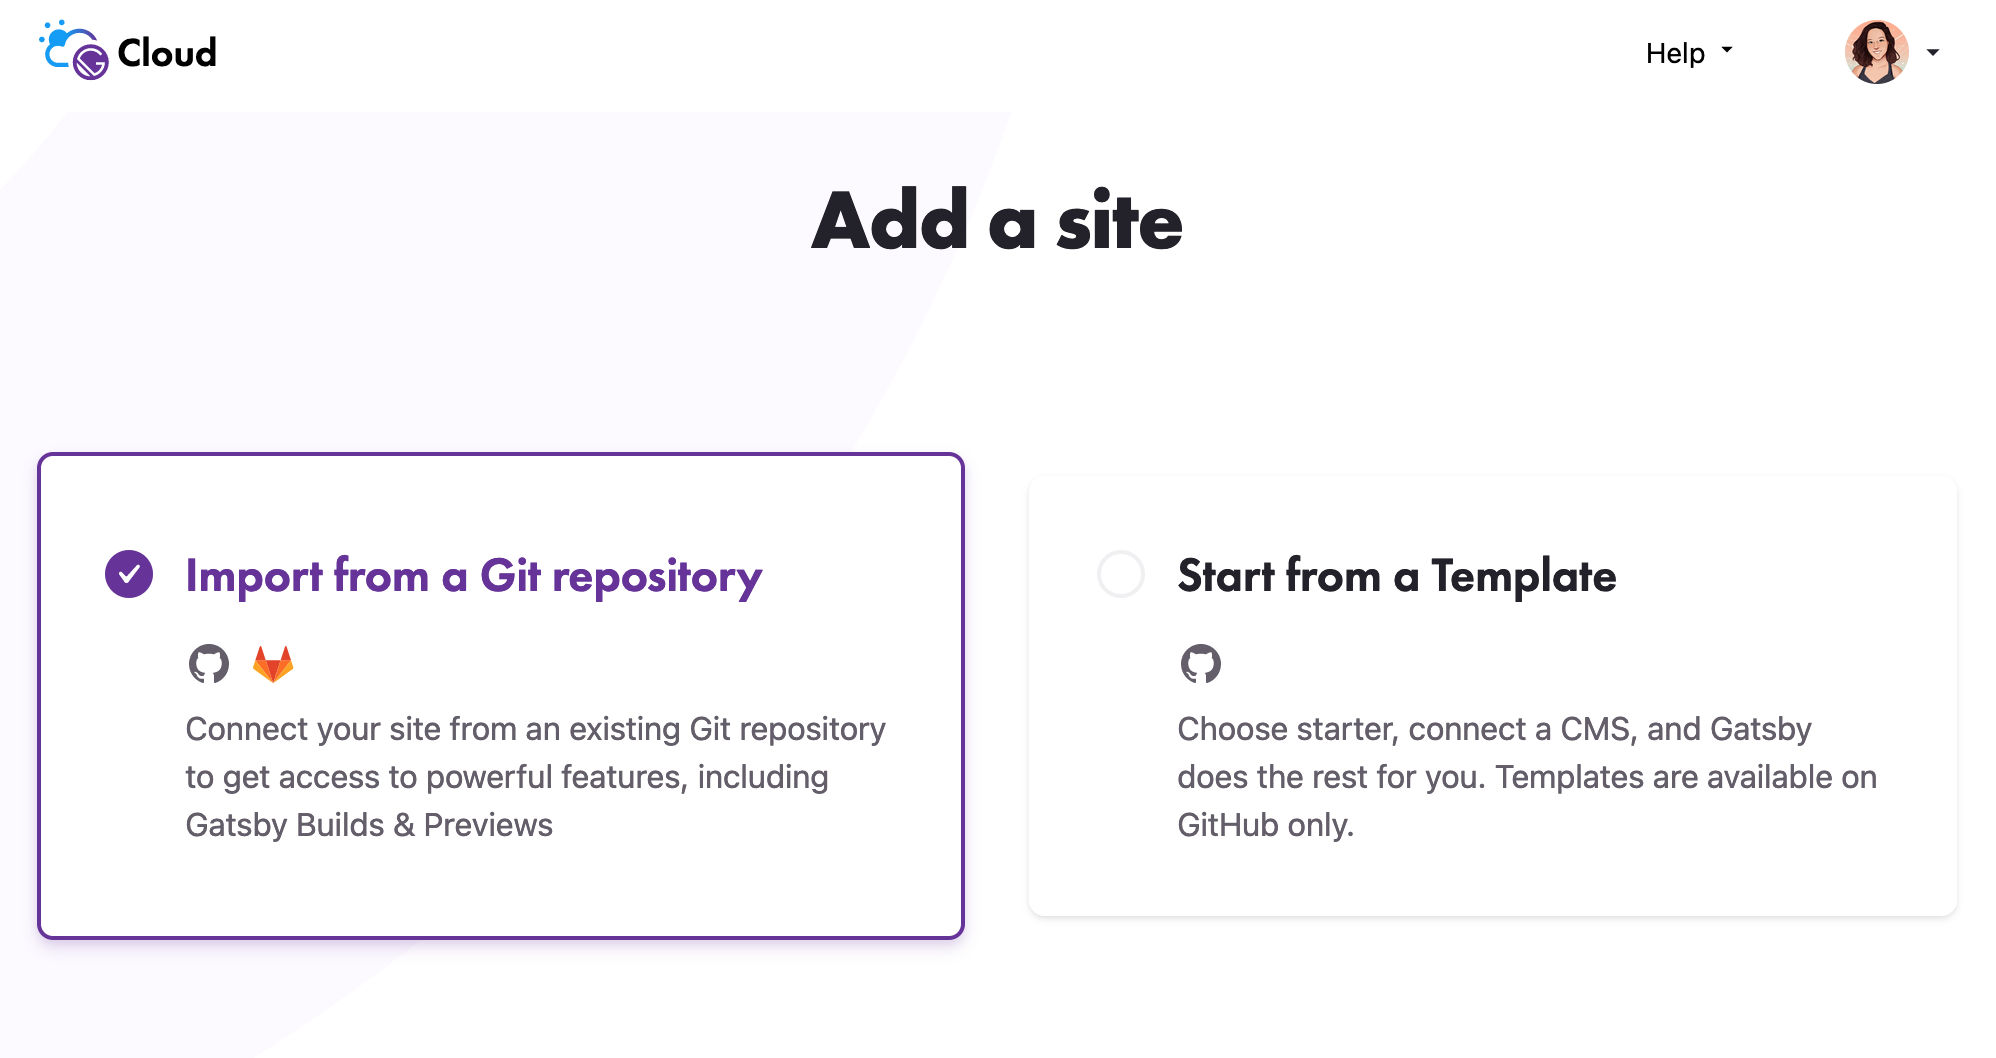 Cloud
Help
Add a site
Import from a Git repository
Connect your site from an existing Git repository
to get access to powerful features, including
Gatsby Builds & Previews
Start from a Template
Choose starter, connect a CMS, and Gatsby
does the rest for you. Templates are available on
GitHub only.